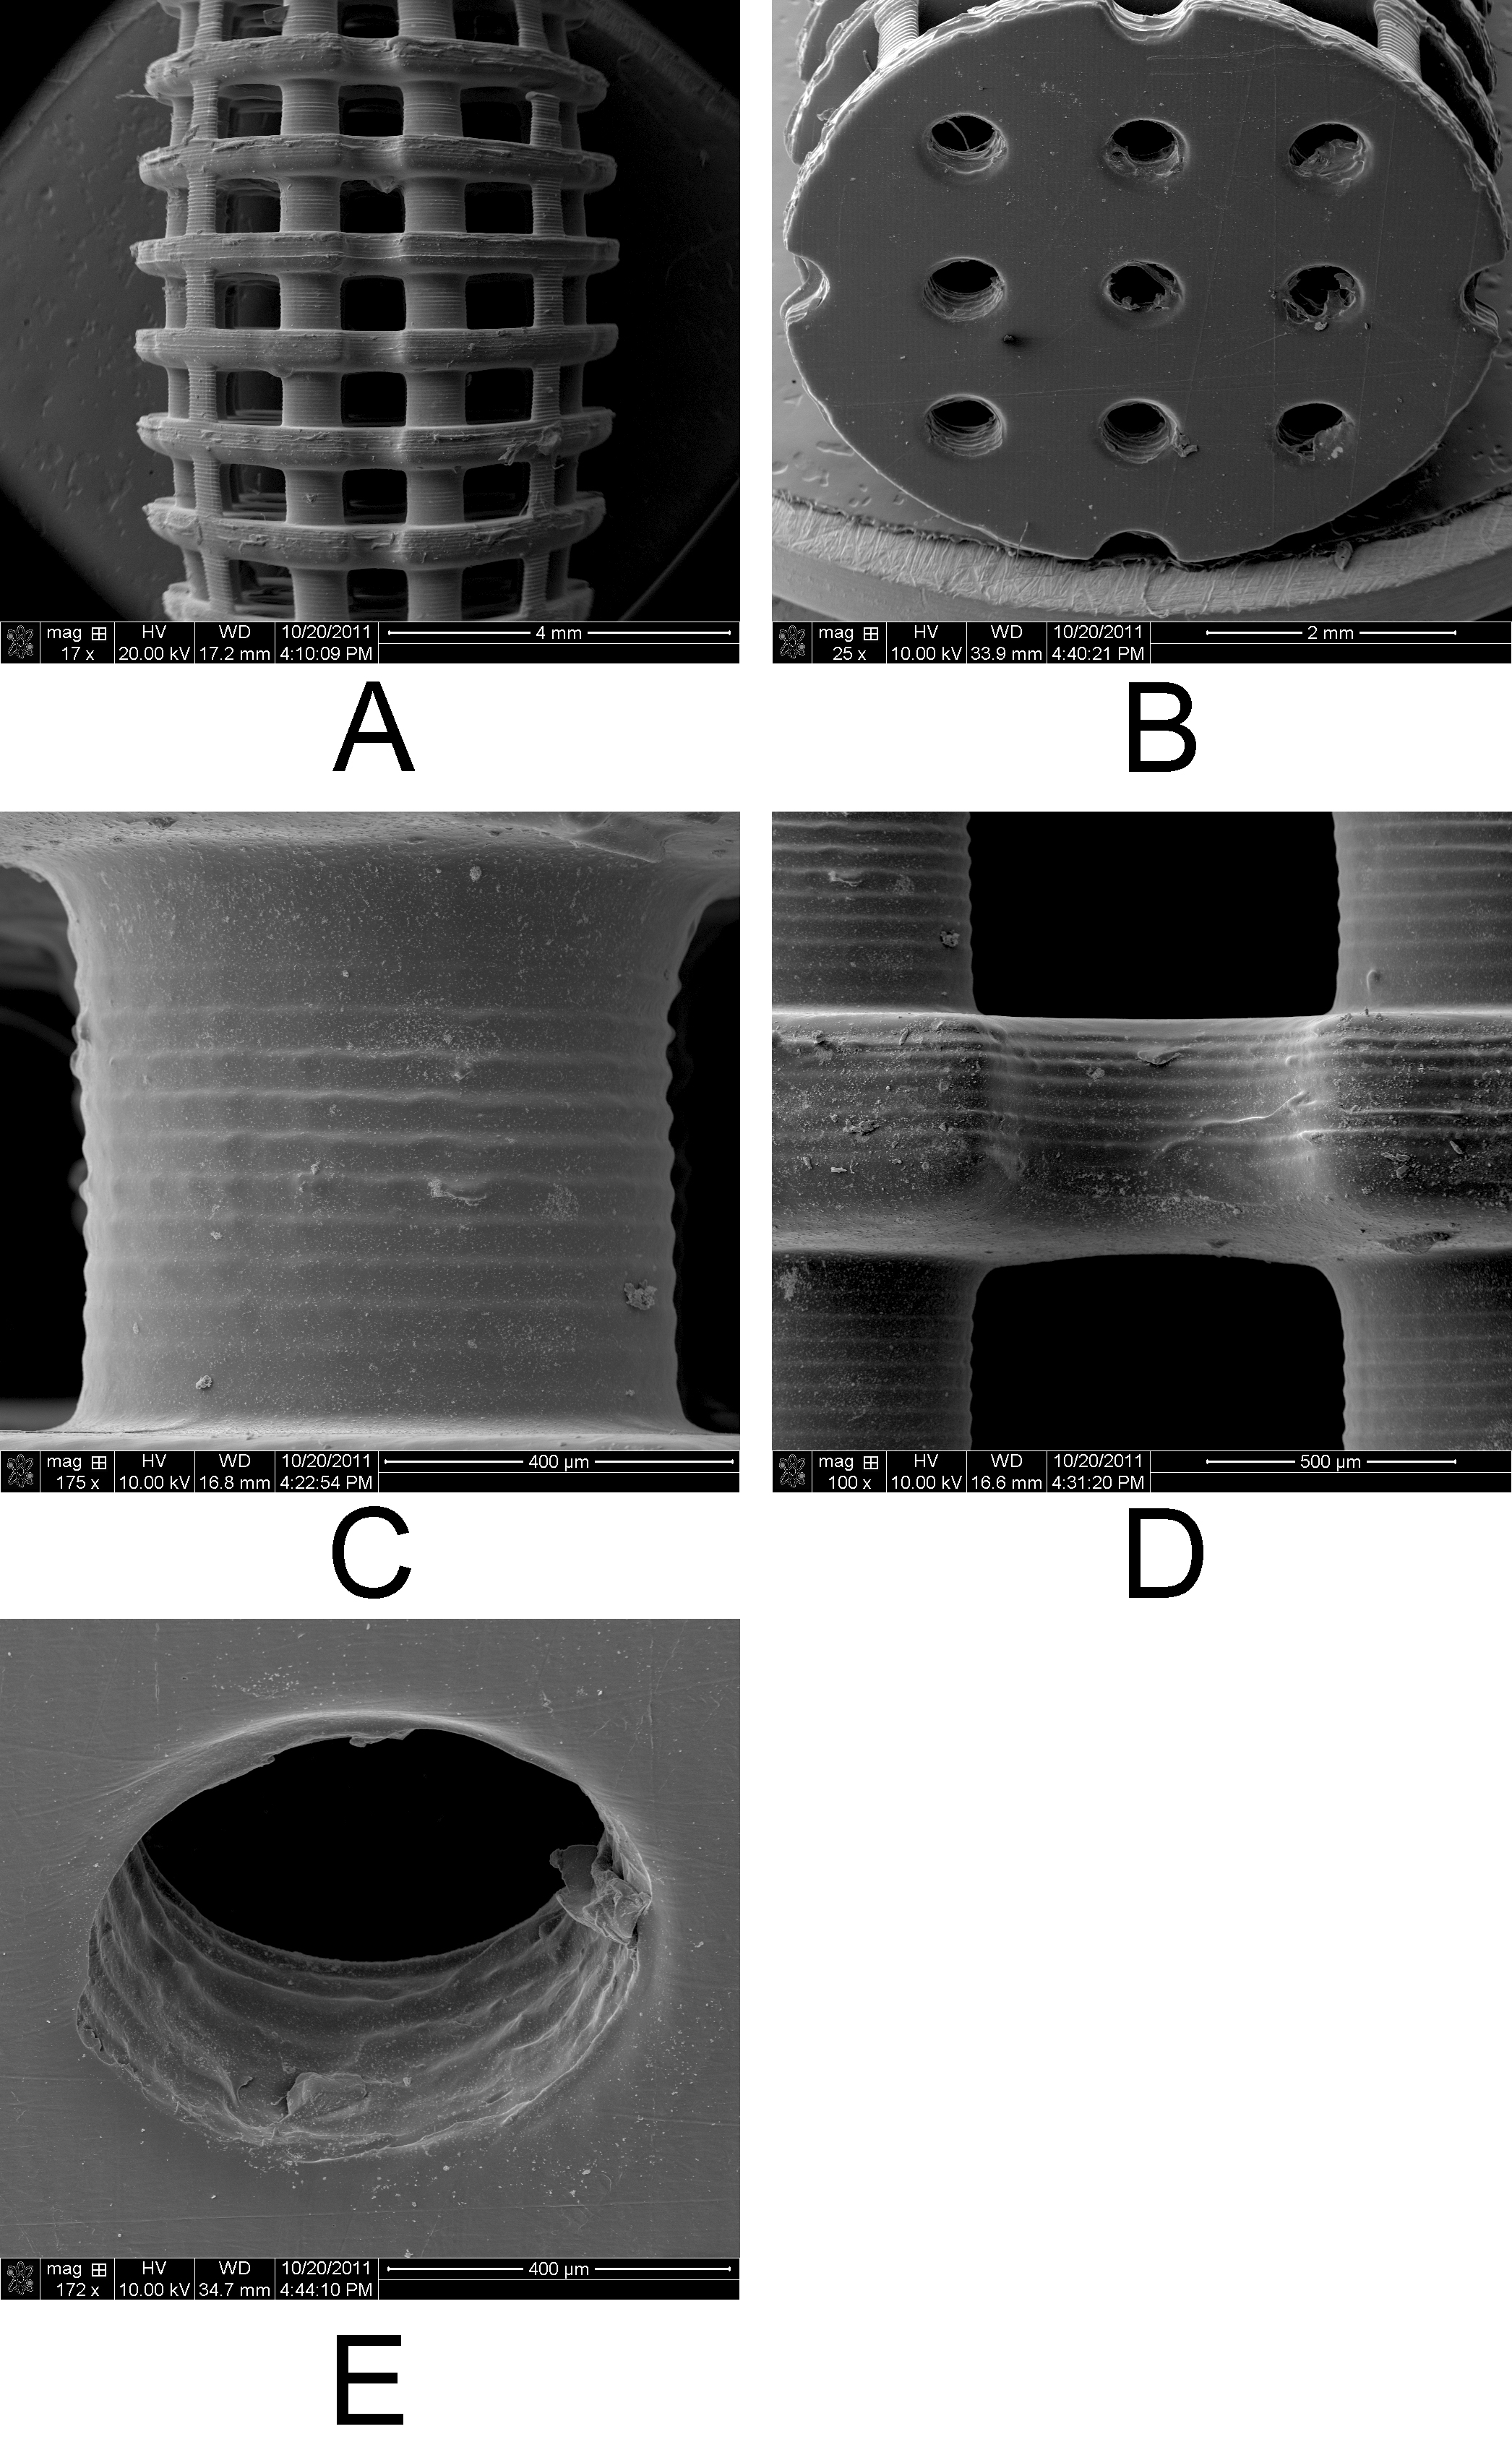 mag HV WD 10/20/2011 4 mm
17 x 20.00 kV 17.2 mm 4:10:09 PM
A
mag HV WD 10/20/2011 2 mm
25 x 10.00 kV 33.9 mm 4:40:21 PM
B
mag HV WD 10/20/2011 400 µm
175 x 10.00 kV 16.8 mm 4:22:54 PM
C
mag HV WD 10/20/2011 500 µm
100 x 10.00 kV 16.6 mm 4:31:20 PM
D
mag HV WD 10/20/2011 400 µm
172 x 10.00 kV 34.7 mm 4:44:10 PM
E